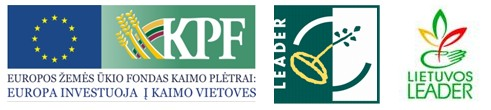 KPF
EUROPOS ŽEMĖS ŪKIO FONDAS KAIMO PLĖTRAI:
EUROPA INVESTUOJA Į KAIMO VIETOVES
LEADER
LIETUVOS
LEADER